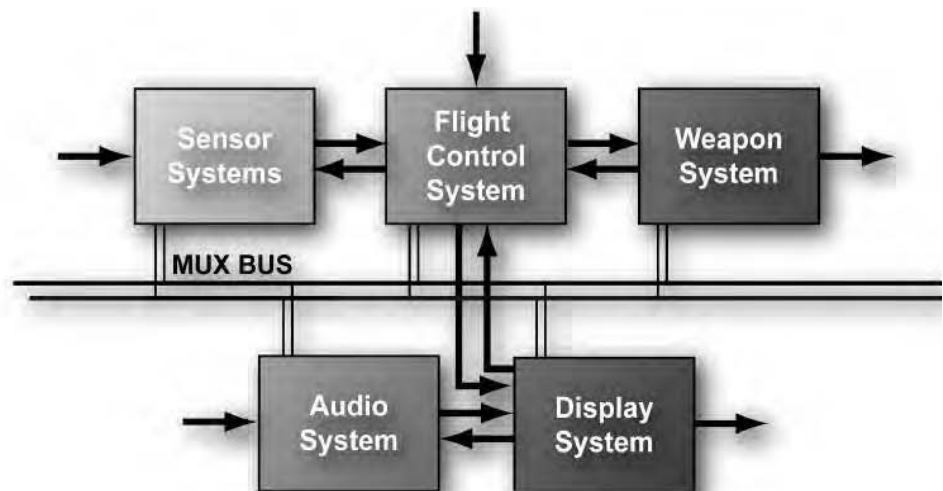 Sensor
Systems
Flight
Control
System
Weapon
System
MUX BUS
Audio
System
Display
System